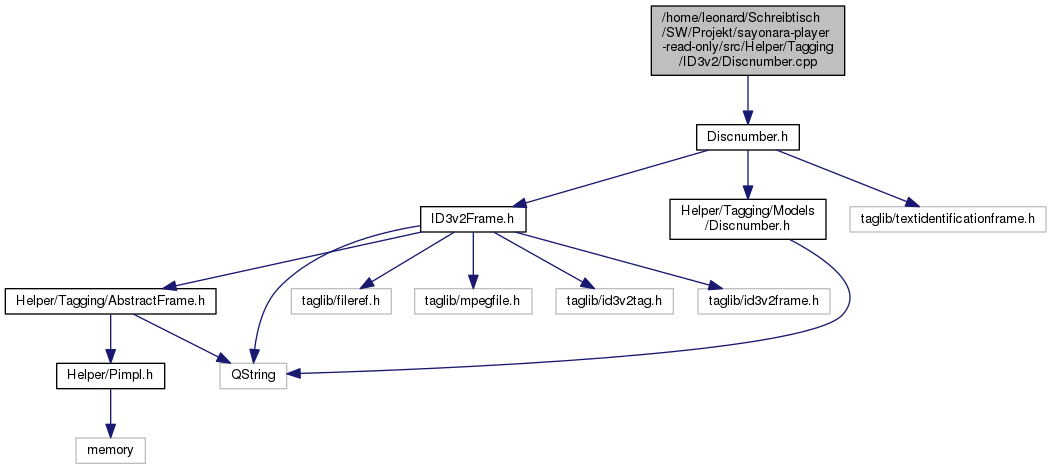 /home/leonard/Schreibtisch
/SW/Projekt/sayonara-player
-read-only/src/Helper/Tagging
/ID3v2/Discnumber.cpp
Discnumber.h
ID3v2Frame.h
Helper/Tagging/Models
/Discnumber.h
taglib/textidentificationframe.h
Helper/Tagging/AbstractFrame.h
taglib/fileref.h
taglib/mpegfile.h
taglib/id3v2tag.h
taglib/id3v2frame.h
Helper/Pimpl.h
QString
memory